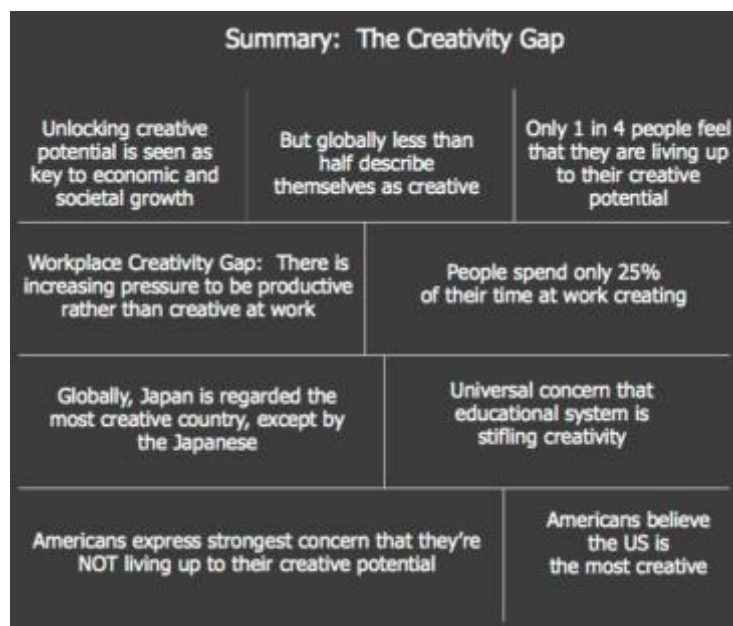 Summary: The Creativity Gap
Unlocking creative
potential is seen as
key to economic and
societal growth
But globally less than
half describe
themselves as creative
Only 1 in 4 people feel
that they are living up
to their creative
potential
Workplace Creativity Gap: There is
increasing pressure to be productive
rather than creative at work
People spend only 25%
of their time at work creating
Globally, Japan is regarded the
most creative country, except by
the Japanese
Universal concern that
educational system is
stifling creativity
Americans express strongest concern that they're
NOT living up to their creative potential
Americans believe
the US is
the most creative